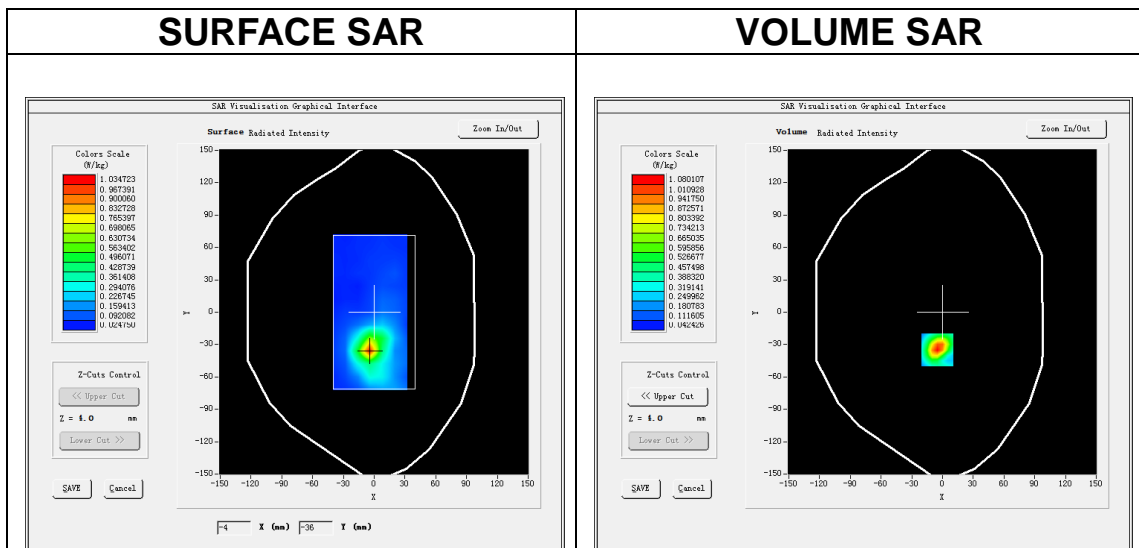 SURFACE SAR
VOLUME SAR
SAR Visualisation Graphical Interface
Surface Radiated Intensity
Zoom In/Out
Colors Scale
(W/kg)
1.034723
0.967391
0.900060
0.832728
0.765397
0.698065
0.630734
0.563402
0.496071
0.428739
0.361408
0.294076
0.226745
0.159413
0.092082
0.024750
Z-Cuts Control
<< Upper Cut
Z = 4.0 mm
Lower Cut >>
SAVE Cancel
150
120
90
60
30
0
-30
-60
-90
-120
-150
Y
-150 -120 -90 -60 -30 0 30 60 90 120 150
X
-4 X (mm) -36 Y (mm)
SAR Visualisation Graphical Interface
Volume Radiated Intensity
Zoom In/Out
Colors Scale
(W/kg)
1.080107
1.010928
0.941750
0.872571
0.803392
0.734213
0.665035
0.595856
0.526677
0.457498
0.388320
0.319141
0.249962
0.180783
0.111605
0.042426
Z-Cuts Control
<< Upper Cut
Z = 4.0 mm
Lower Cut >>
SAVE Cancel
150
120
90
60
30
0
-30
-60
-90
-120
-150
Y
-150 -120 -90 -60 -30 0 30 60 90 120 150
X